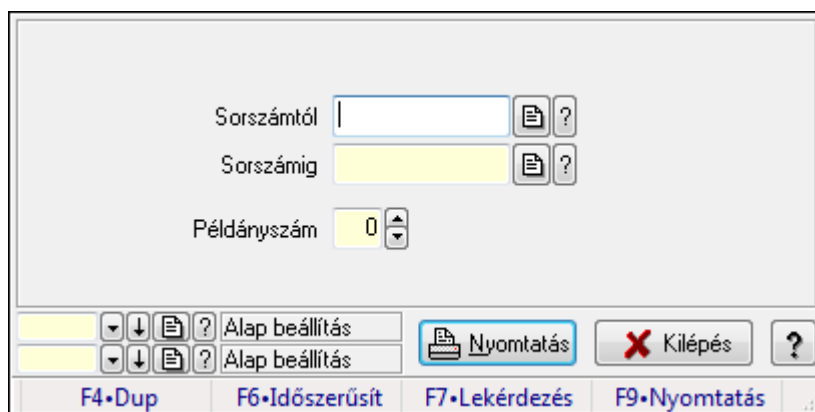 Sorszámtól ?
Sorszámig ?
Példányszám 0
? Alap beállítás
? Alap beállítás
Nyomtatás Kilépés ?
F4•Dup F6•Időszerűsít F7•Lekérdezés F9•Nyomtatás